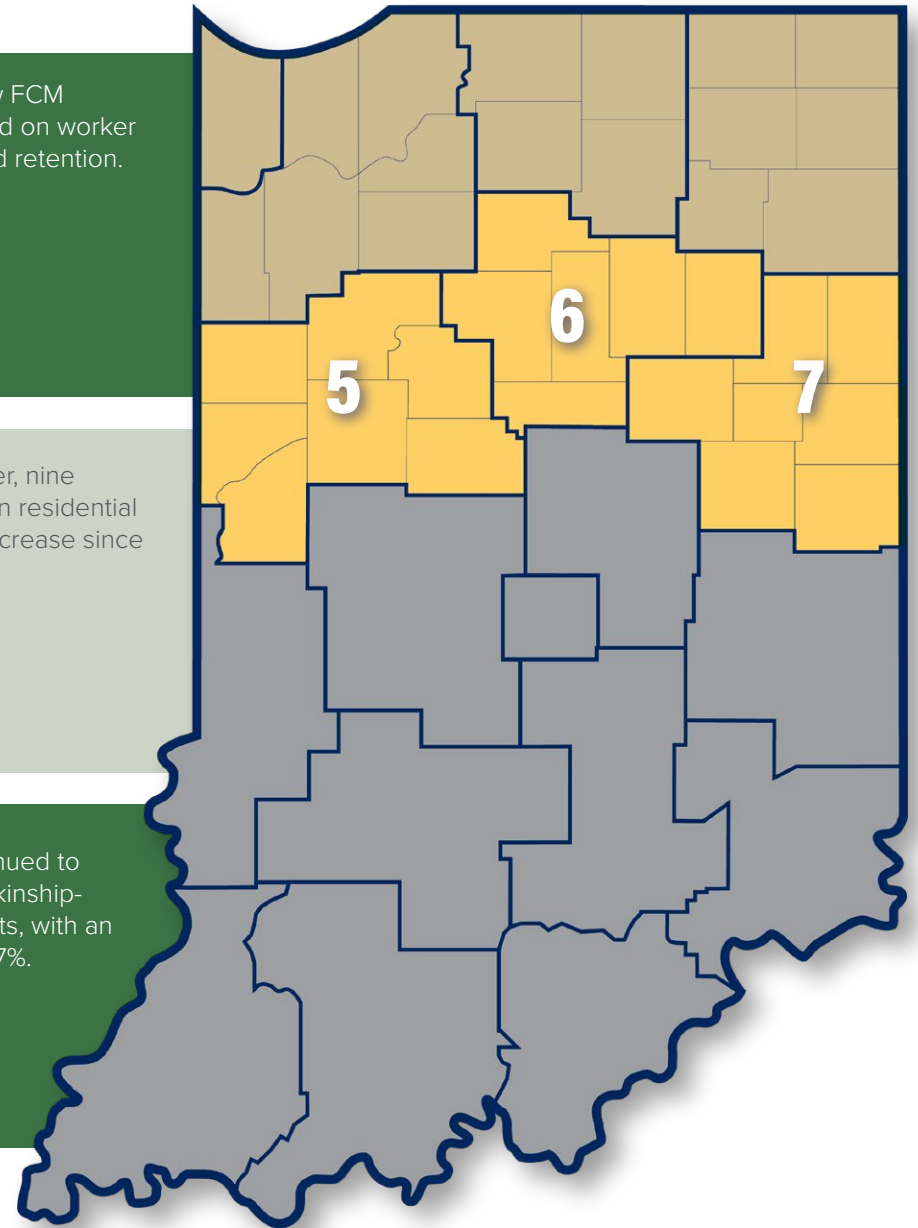 FCM
d on worker
d retention.
er, nine
n residential
crease since
nued to
kinship-
ts, with an
7%.
5
6
7